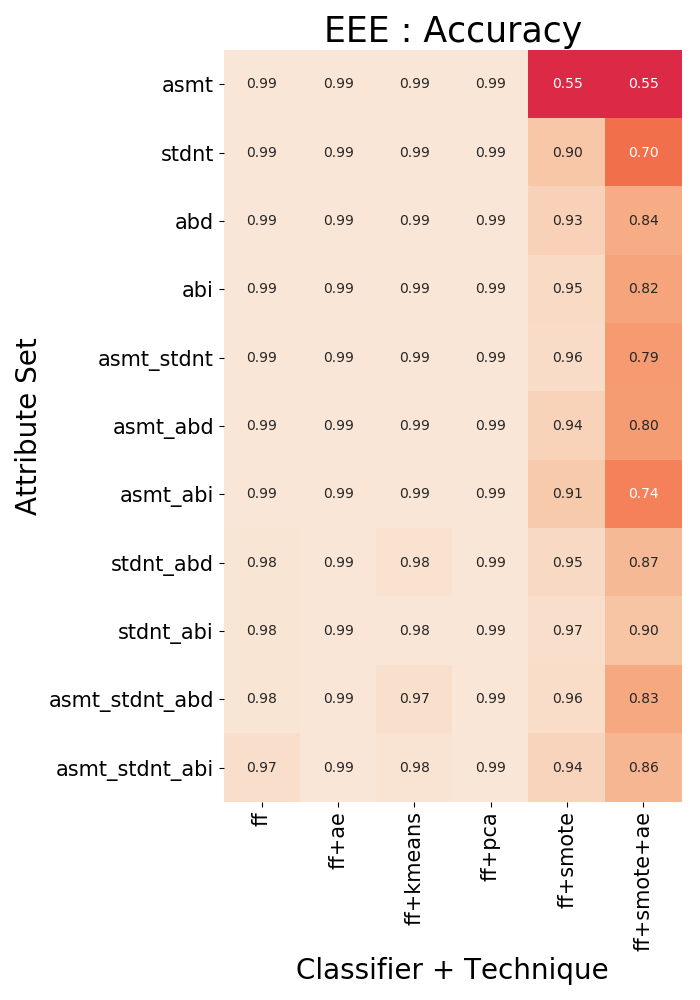 EEE : Accuracy
Attribute Set
asmt 0.99 0.99 0.99 0.99 0.55 0.55
stdnt 0.99 0.99 0.99 0.99 0.90 0.70
abd 0.99 0.99 0.99 0.99 0.93 0.84
abi 0.99 0.99 0.99 0.99 0.95 0.82
asmt_stdnt 0.99 0.99 0.99 0.99 0.96 0.79
asmt_abd 0.99 0.99 0.99 0.99 0.94 0.80
asmt_abi 0.99 0.99 0.99 0.99 0.91 0.74
stdnt_abd 0.98 0.99 0.98 0.99 0.95 0.87
stdnt_abi 0.98 0.99 0.98 0.99 0.97 0.90
asmt_stdnt_abd 0.98 0.99 0.97 0.99 0.96 0.83
asmt_stdnt_abi 0.97 0.99 0.98 0.99 0.94 0.86
ff
ff+ae
ff+kmeans
ff+pca
ff+smote
ff+smote+ae
Classifier + Technique